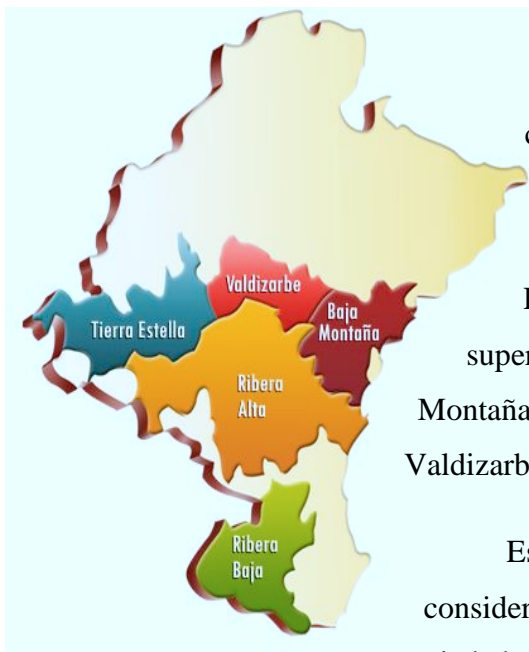 Valdizarbe
Baja
Montaña
Tierra Estella
Ribera
Alta
super
Montaña
Valdizarb
Ribera
Baja
Es
consider